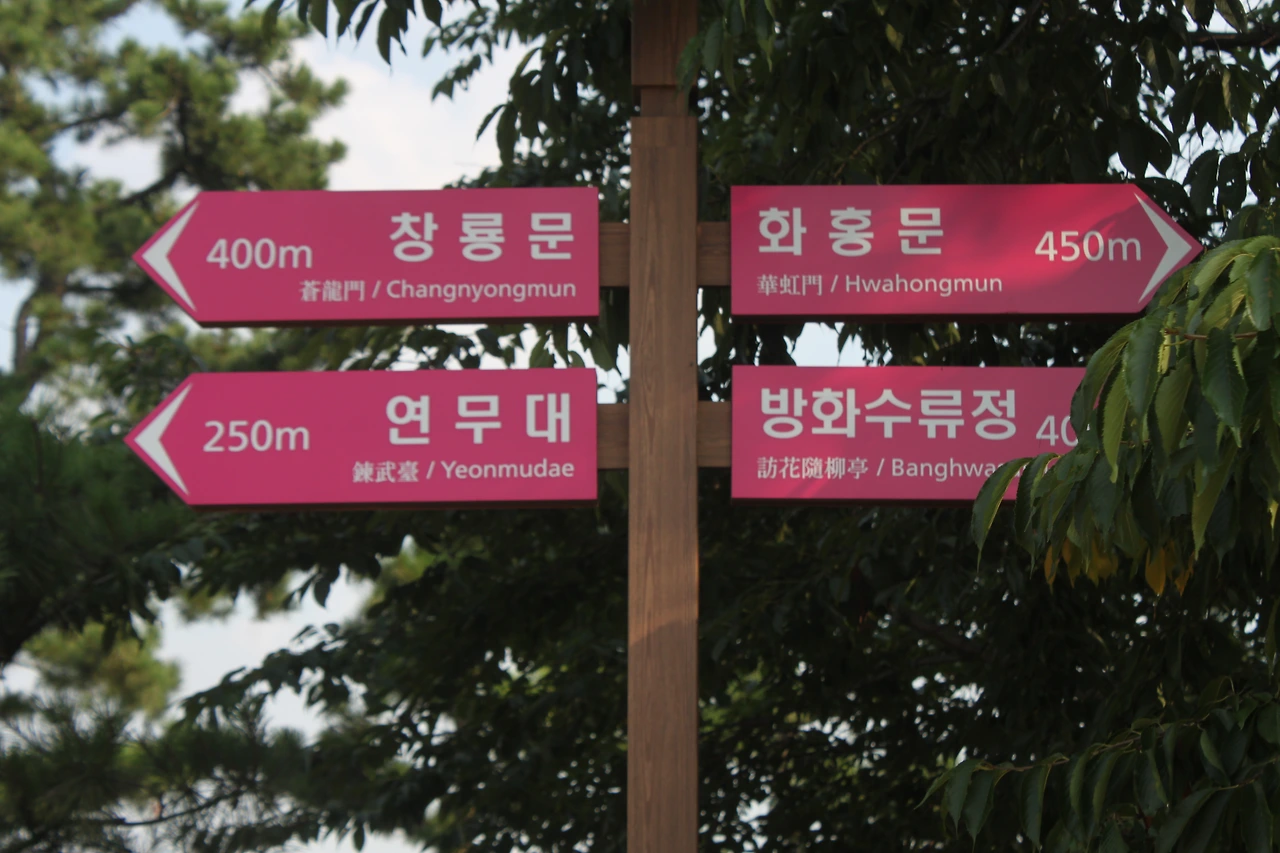 400m 창룡문
蒼龍門 / Changnyongmun
화홍문 450m
華虹門 / Hwahongmun
250m 연무대
鍊武臺 / Yeonmudae
방화수류정
訪花隨柳亭 /